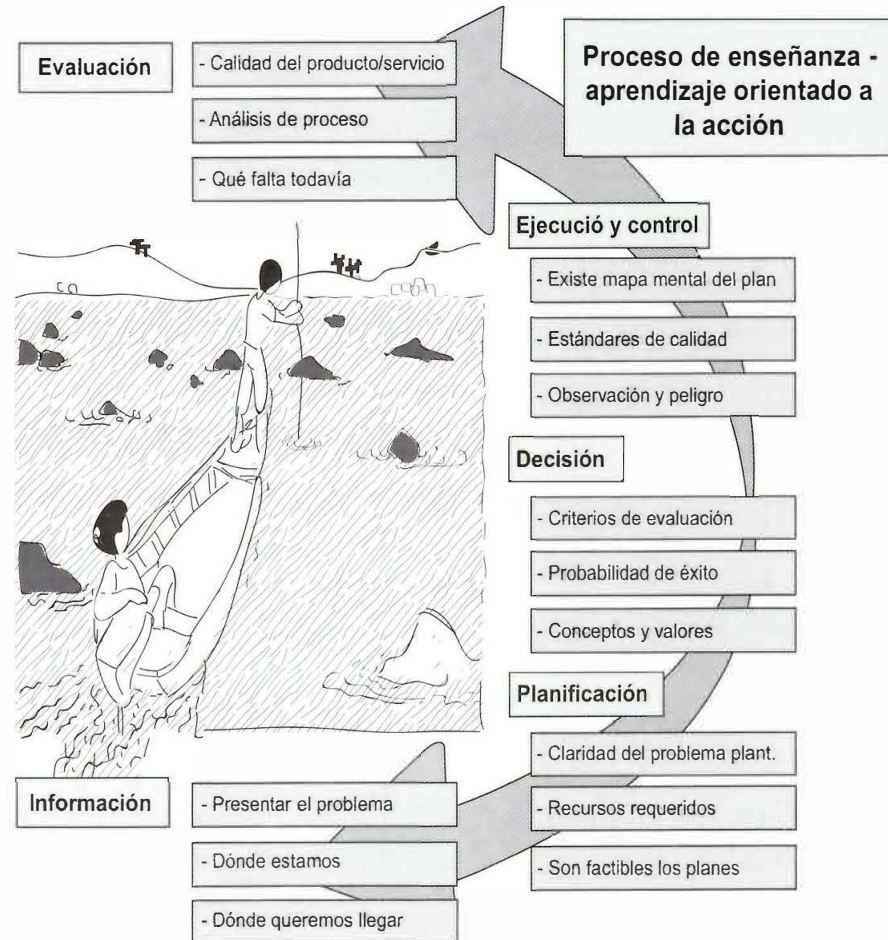 Evaluación
- Calidad del producto/servicio
- Análisis de proceso
- Qué falta todavía
Proceso de enseñanza -
aprendizaje orientado a
la acción
Ejecució y control
- Existe mapa mental del plan
- Estándares de calidad
- Observación y peligro
Decisión
- Criterios de evaluación
- Probabilidad de éxito
- Conceptos y valores
Planificación
- Claridad del problema plant.
- Recursos requeridos
- Son factibles los planes
Información
- Presentar el problema
- Dónde estamos
- Dónde queremos llegar